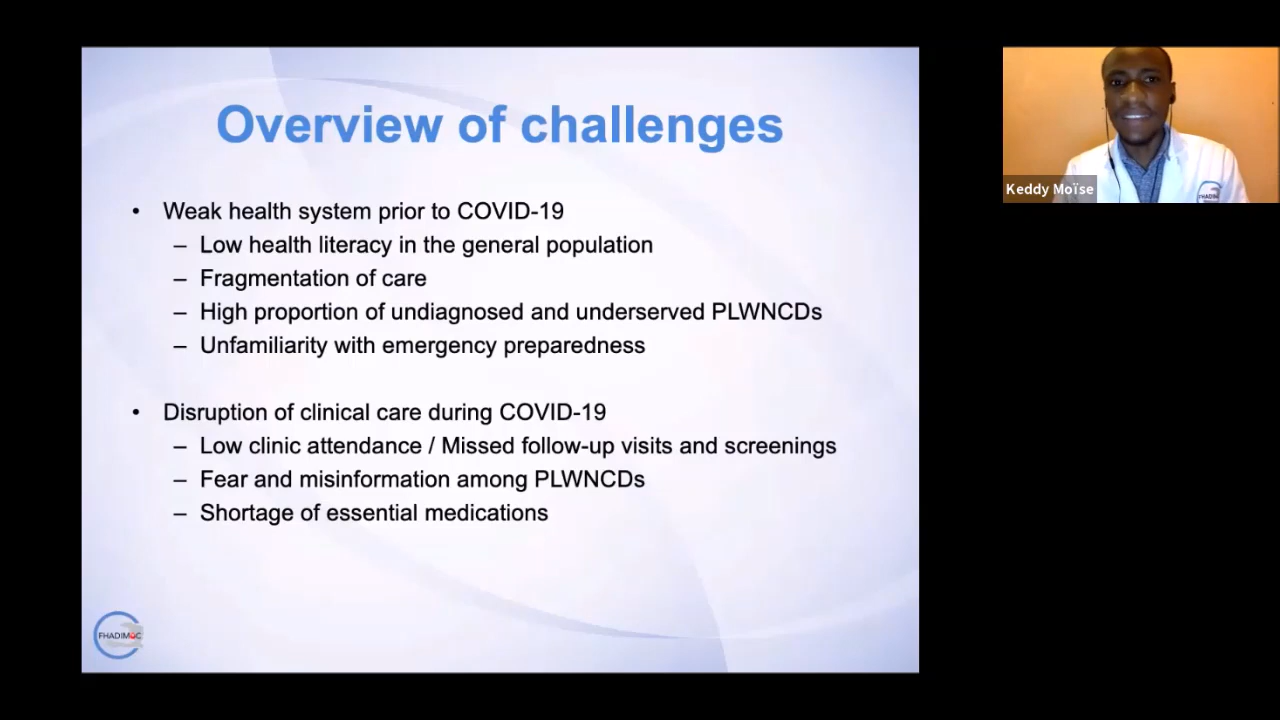 Overview of challenges
• Weak health system prior to COVID-19
– Low health literacy in the general population
– Fragmentation of care
– High proportion of undiagnosed and underserved PLWNCDs
– Unfamiliarity with emergency preparedness
• Disruption of clinical care during COVID-19
– Low clinic attendance / Missed follow-up visits and screenings
– Fear and misinformation among PLWNCDs
– Shortage of essential medications
FHADIMAC
Keddy Moïse